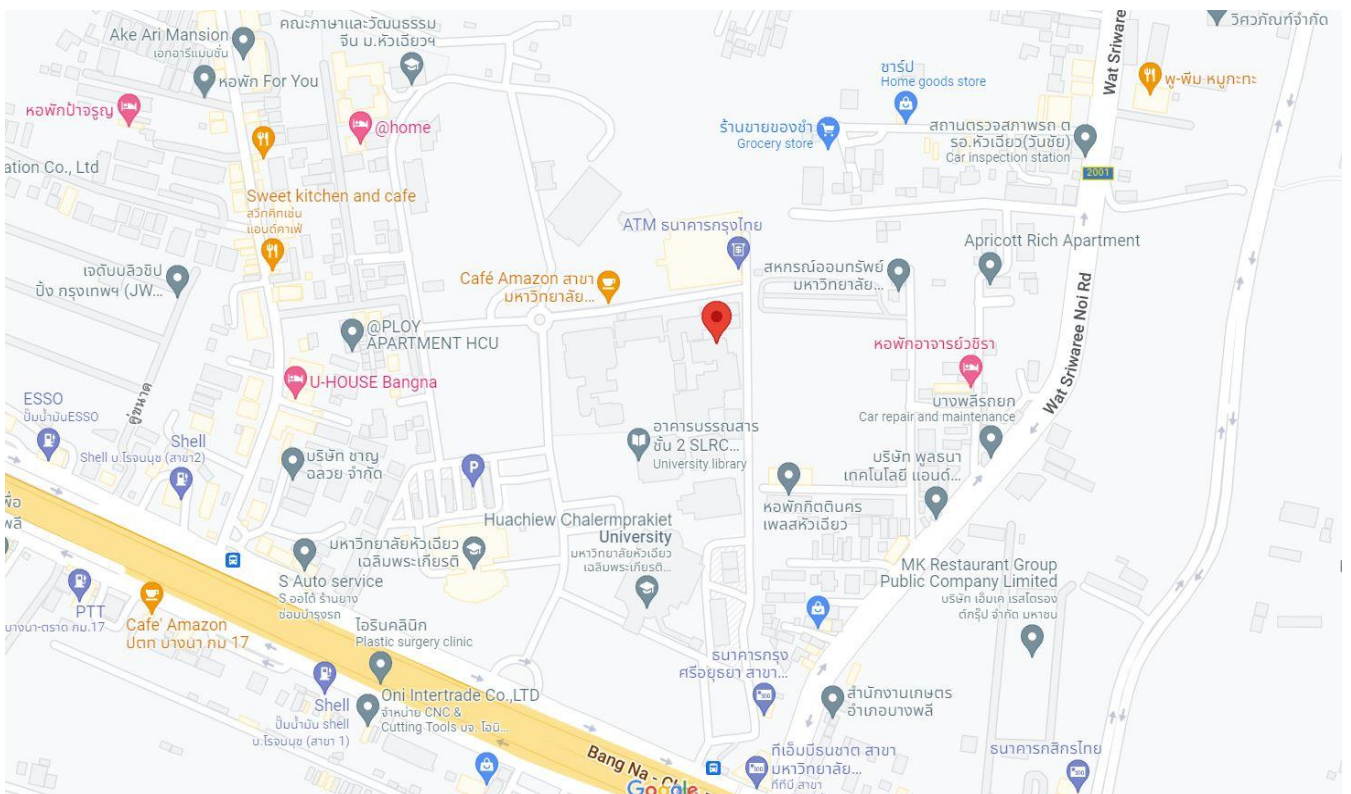 Ake Ari Mansion
เอกอารีแมนชั่น
คณะภาษาและวัฒนธรรม
จีน ม.หัวเฉียวฯ
หอพัก For You
หอพักป้าจรูญ
@home
ation Co., Ltd
Sweet kitchen and cafe
สวีทคิทเช่น
แอนด์คาเฟ่
เจดับบลิวชิป
ปิ้ง กรุงเทพฯ (JW...
Café Amazon สาขา
มหาวิทยาลัย...
ATM ธนาคารกรุงไทย
ชาร์ป
Home goods store
ร้านขายของชำ
Grocery store
สถานตรวจสภาพรถ ต
รอ.หัวเฉียว(วันชัย)
Car inspection station
Wat Sriwaree
วิศวภัณฑ์จำกัด
พู-พีม หมูกะทะ
2001
Apricott Rich Apartment
สหกรณ์ออมทรัพย์
มหาวิทยาลัย...
@PLOY
APARTMENT HCU
U-HOUSE Bangna
หอพักอาจารย์วชิรา
Wat Sriwaree Noi Rd
บางพลีรถยก
Car repair and maintenance
ESSO
ปั๊มน้ำมันESSO
คู่ขนาด
Shell
Shell บ.โรจนนุช (สาขา2)
บริษัท ชาญ
ฉลวย จำกัด
P
อาคารบรรณสาร
ชั้น 2 SLRC...
University library
บริษัท พูลธนา
เทคโนโลยี แอนด์...
หอพักกิตตินคร
เพลสหัวเฉียว
Huachiew Chalermprakiet
University
มหาวิทยาลัยหัวเฉียว
เฉลิมพระเกียรติ...
มหาวิทยาลัยหัวเฉียว
เฉลิมพระเกียรติ
S Auto service
S ออโต้ ร้านยาง
ซ่อมบำรุงรถ
MK Restaurant Group
Public Company Limited
บริษัท เอ็มเค เรสโตรอง
ต์กรุ๊ป จำกัด มหาชน
PTT
บางนา-ตราด กม.17
Cafe' Amazon
ปตท บางนา กม 17
ไอรินคลินิก
Plastic surgery clinic
Oni Intertrade Co.,LTD
จำหน่าย CNC &
Cutting Tools บจ. โอนิ...
Shell
ปั๊มน้ำมัน shell
บ.โรจนนุช (สาขา 1)
ธนาคารกรุง
ศรีอยุธยา สาขา...
สำนักงานเกษตร
อำเภอบางพลี
ทีเอ็มบีธนชาต สาขา
มหาวิทยาลัย...
ทีทีบี สาขา
ธนาคารกสิกรไทย
Bang Na - Ch
Google